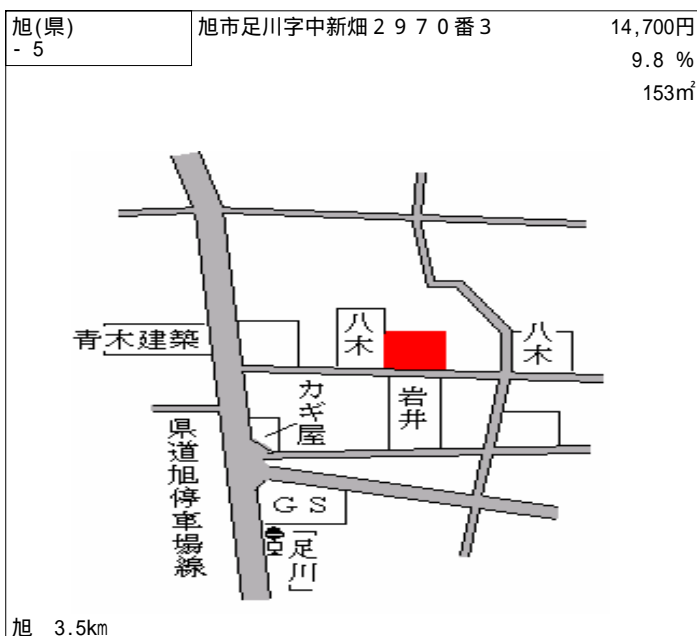 旭(県)
- 5
旭市足川字中新畑2970番3
14,700円
9.8 %
153㎡
青木建築
八木
八木
カギ屋
岩井
県道旭停車場線
GS
「足川」
旭 3.5km